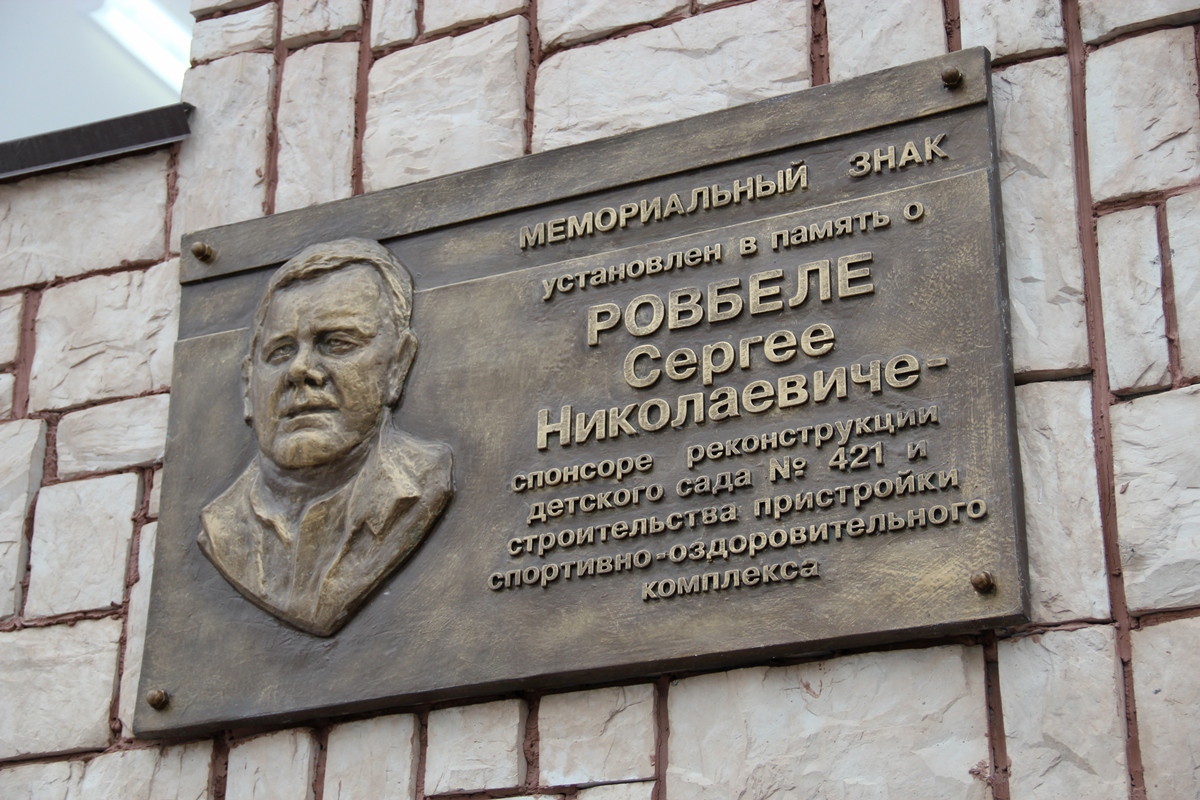 МЕМОРИАЛЬНЫЙ ЗНАК
установлен в память о
РОВБЕЛЕ
Сергее
Николаевиче-
спонсоре реконструкции
детского сада № 421 и
строительства пристройки
спортивно-оздоровительного
комплекса